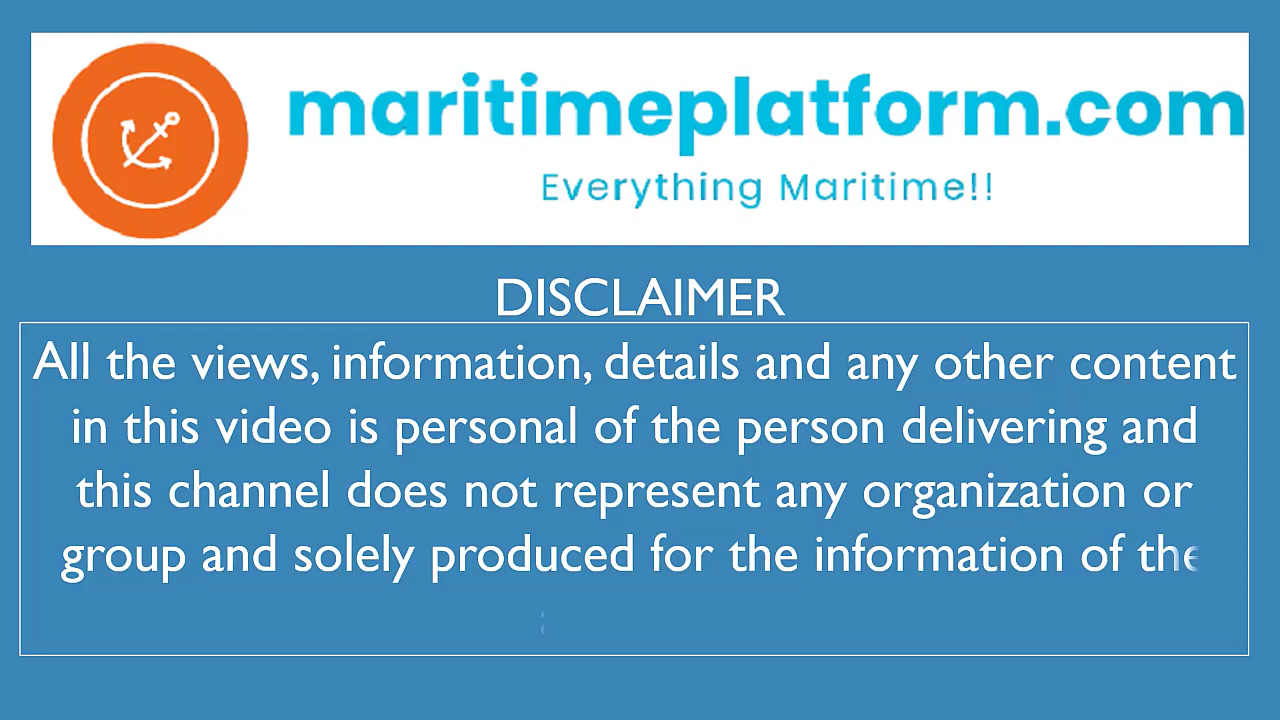 maritimeplatform.com
Everything Maritime!!
DISCLAIMER
All the views, information, details and any other content
in this video is personal of the person delivering and
this channel does not represent any organization or
group and solely produced for the information of the